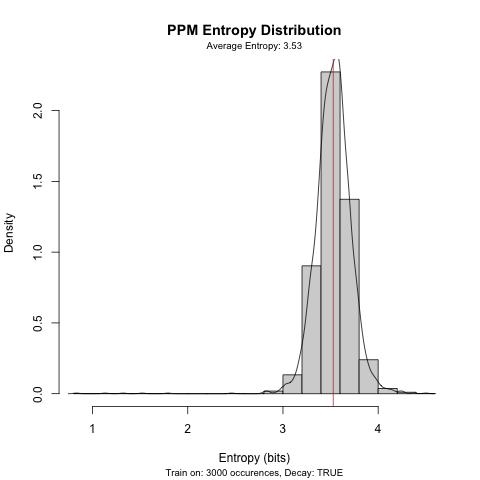 PPM Entropy Distribution
Average Entropy: 3.53
Density
2.0
1.5
1.0
0.5
0.0
1 2 3 4
Entropy (bits)
Train on: 3000 occurences, Decay: TRUE